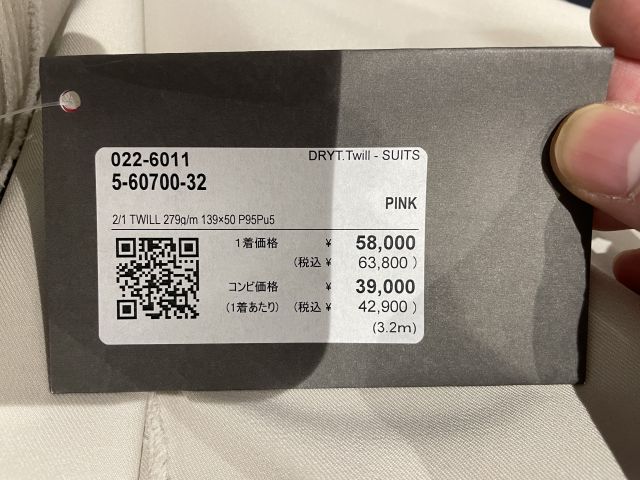 022-6011 DRYT.Twill - SUITS
5-60700-32
PINK
2/1 TWILL 279g/m 139×50 P95Pu5
1着価格 ¥ 58,000
(税込 ¥ 63,800 )
コンビ価格 ¥ 39,000
(1着あたり) (税込 ¥ 42,900 )
(3.2m)